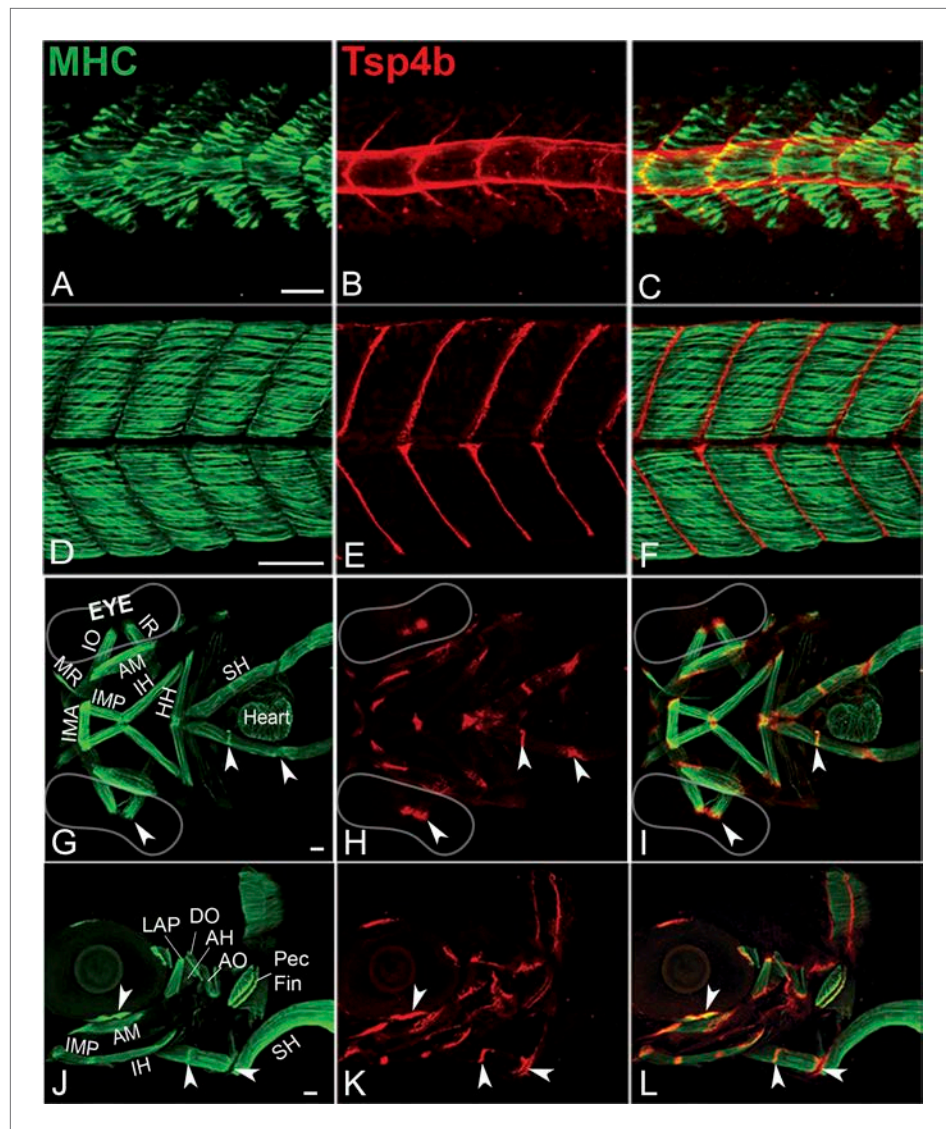 MHC Tsp4b
A B C
D E F
EYE
IO IR
MR AM SH
IMP IH HH
IMA Heart
G H I
LAP DO
AH
AO Pec
Fin
AM
IMP IH SH
J K L